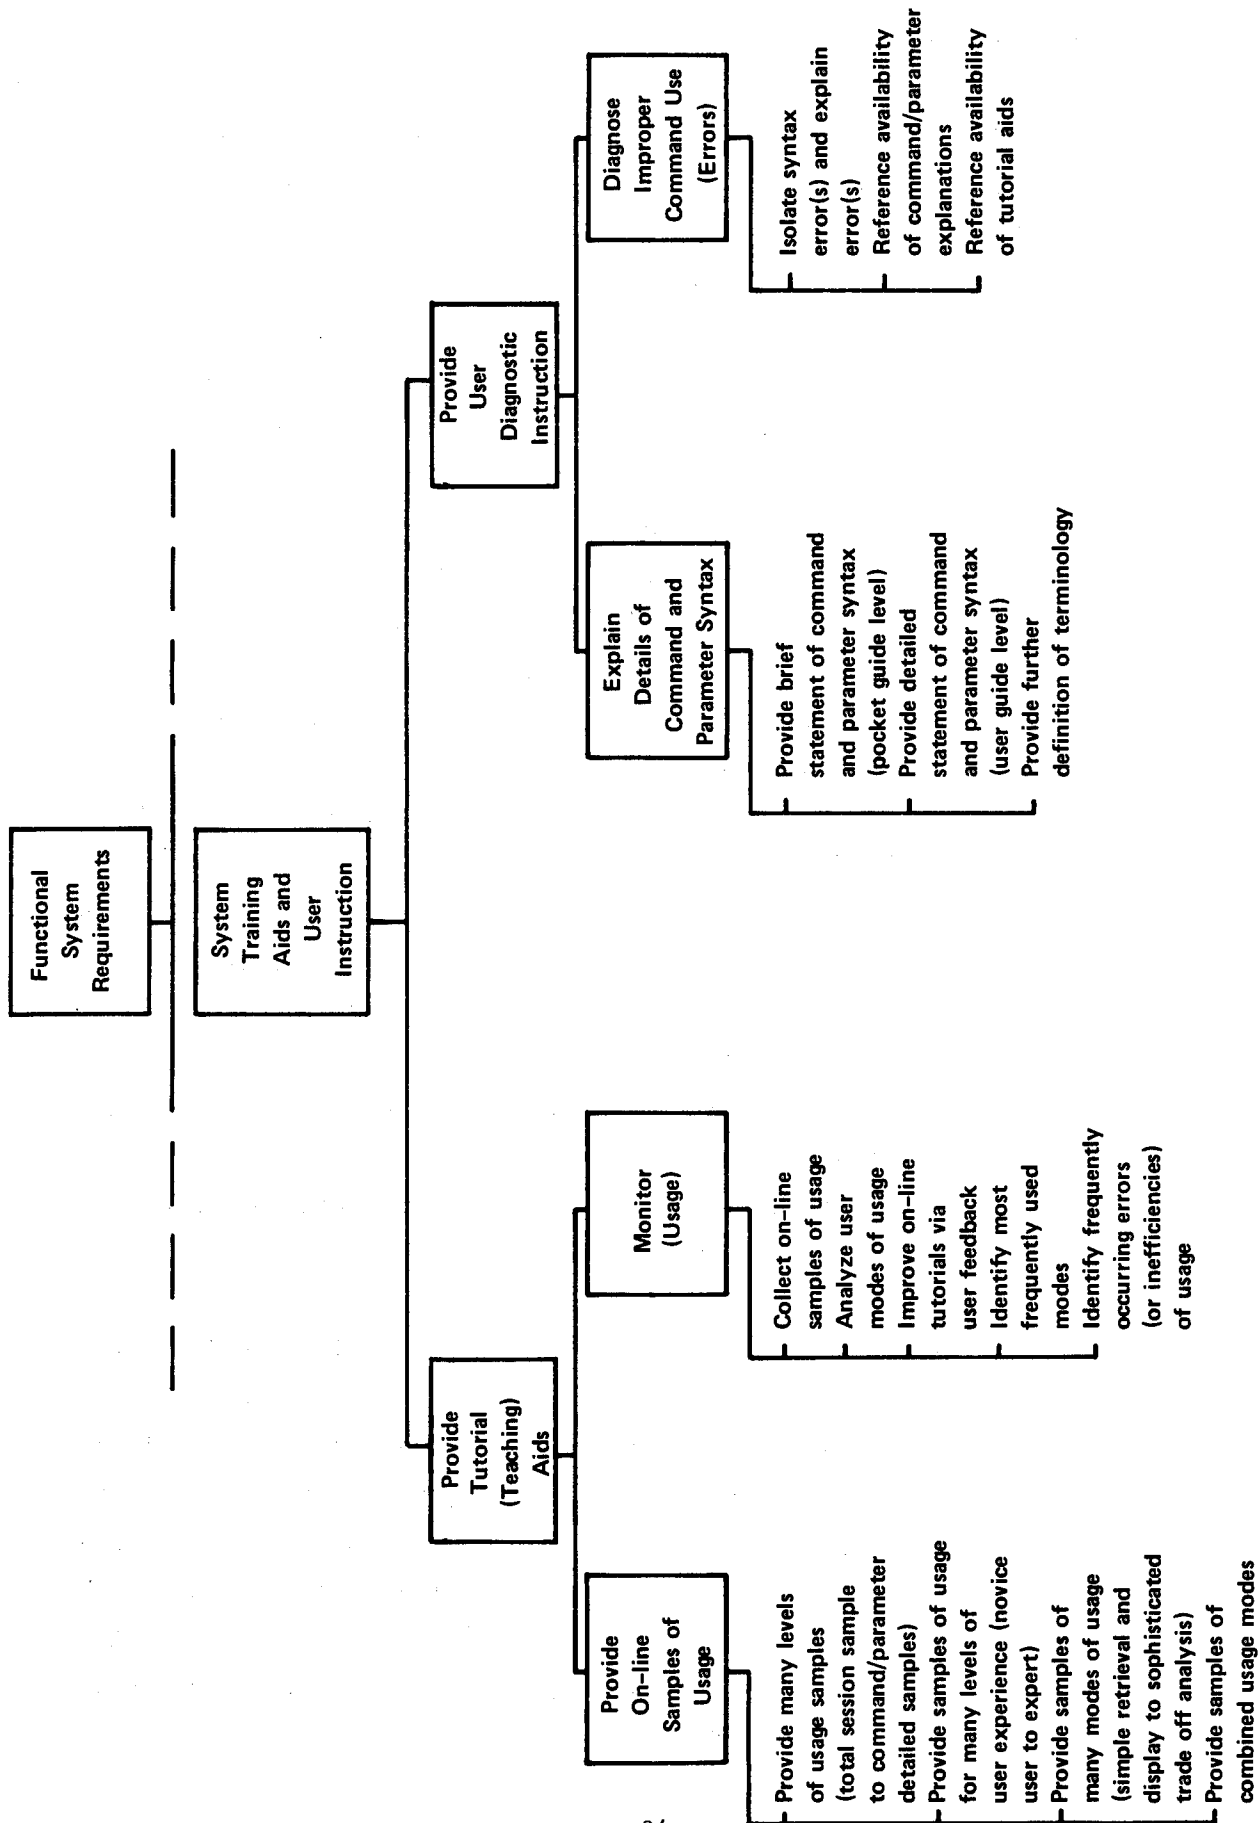 Functional
System
Requirements
System
Training
Aids and
User
Instruction
Provide
Tutorial
(Teaching)
Aids
Provide
User
Diagnostic
Instruction
Provide
On-line
Samples of
Usage
Provide many levels
of usage samples
(total session sample
to command/parameter
detailed samples)
Provide samples of usage
for many levels of
user experience (novice
user to expert)
Provide samples of
many modes of usage
(simple retrieval and
display to sophisticated
trade off analysis)
Provide samples of
combined usage modes
Monitor
(Usage)
Collect on-line
samples of usage
Analyze user
modes of usage
Improve on-line
tutorials via
user feedback
Identify most
frequently used
modes
Identify frequently
occurring errors
(or inefficiencies)
of usage
Explain
Details of
Command and
Parameter Syntax
Provide brief
statement of command
and parameter syntax
(pocket guide level)
Provide detailed
statement of command
and parameter syntax
(user guide level)
Provide further
definition of terminology
Diagnose
Improper
Command Use
(Errors)
Isolate syntax
error(s) and explain
error(s)
Reference availability
of command/parameter
explanations
Reference availability
of tutorial aids